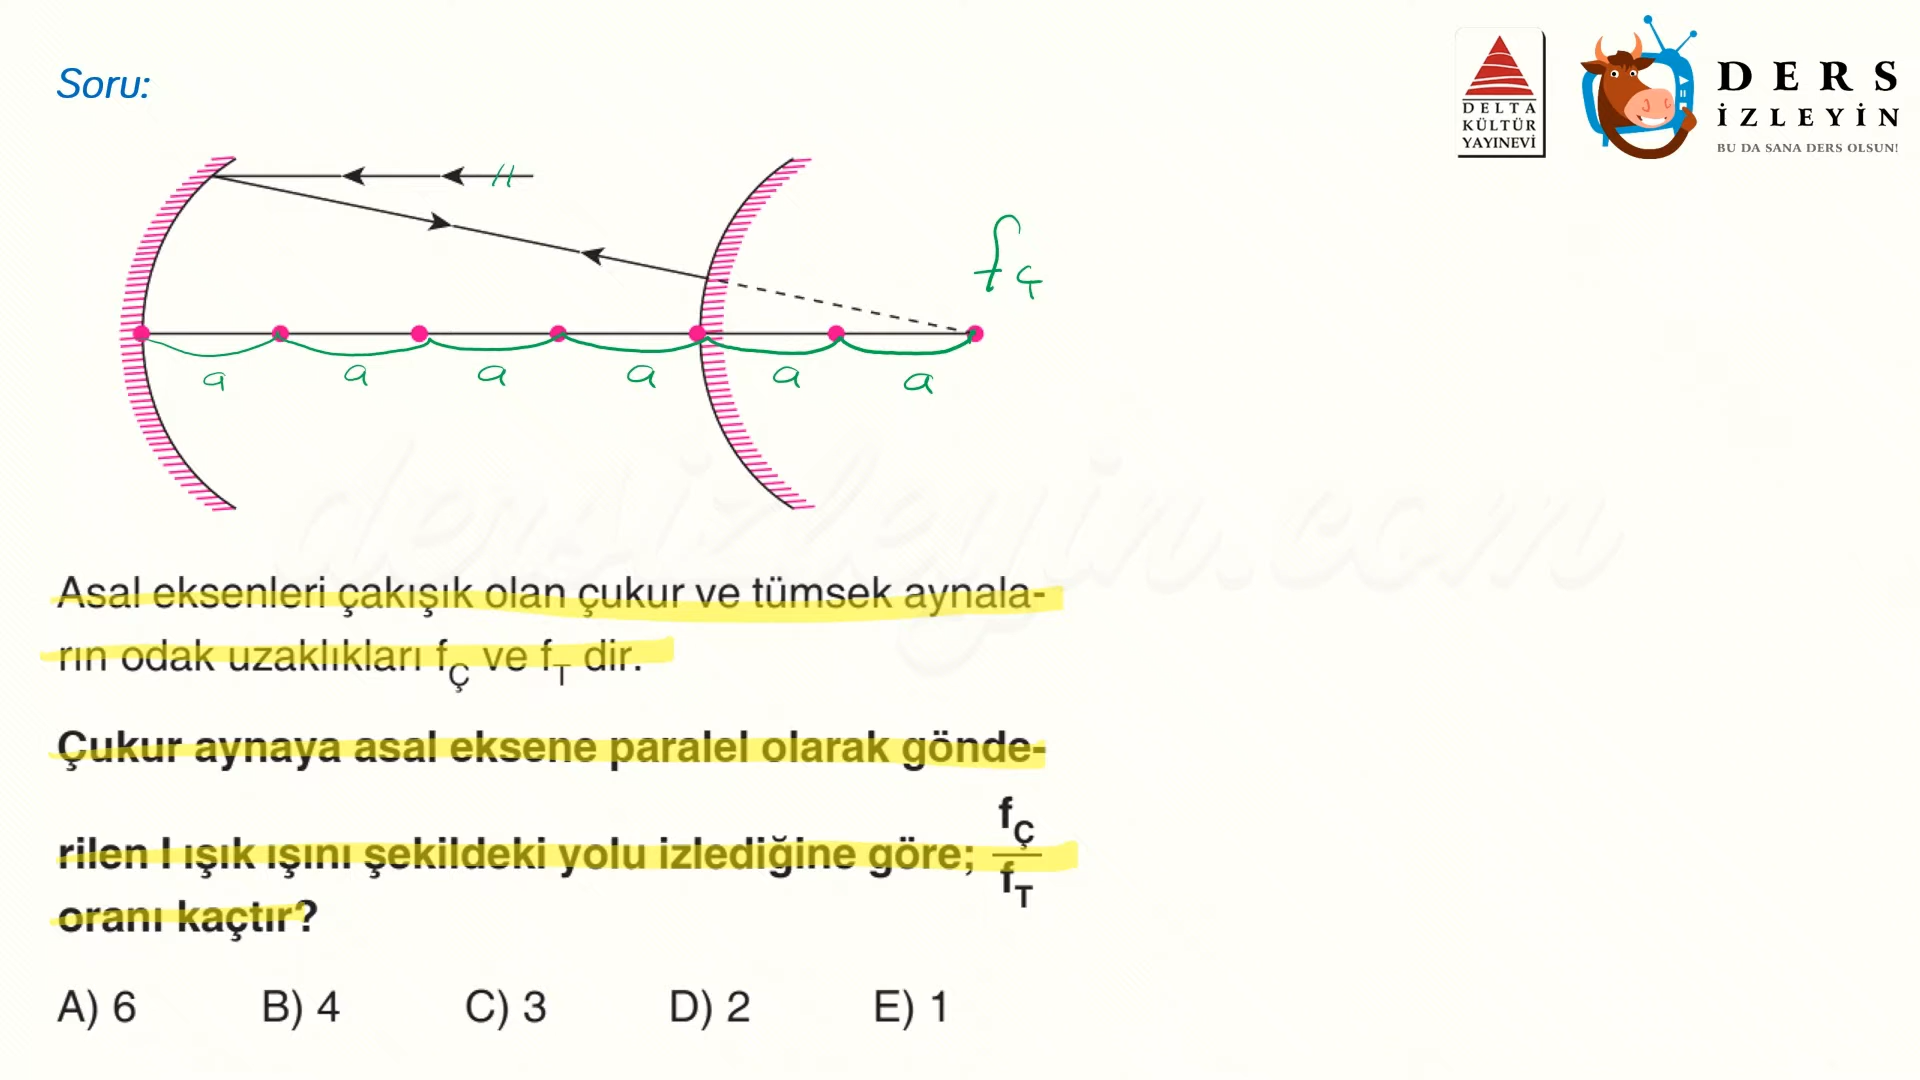 Soru:
DELTA
KÜLTÜR
YAYINEVİ
DERS
İZLEYİN
BU DA SANA DERS OLSUN!
fÇ
a a a a a a
dersizleyin.com
Asal eksenleri çakışık olan çukur ve tümsek aynala-
rın odak uzaklıkları fÇ ve fT dir.
Çukur aynaya asal eksene paralel olarak gönde-
rilen I ışık ışını şekildeki yolu izlediğine göre; fÇ/fT
oranı kaçtır?
A) 6 B) 4 C) 3 D) 2 E) 1